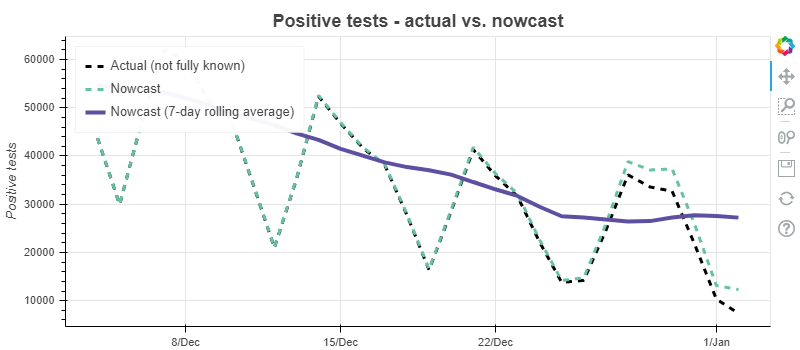 Positive tests - actual vs. nowcast
60000
50000
40000
30000
20000
10000
Positive tests
Actual (not fully known)
Nowcast
Nowcast (7-day rolling average)
8/Dec
15/Dec
22/Dec
1/Jan